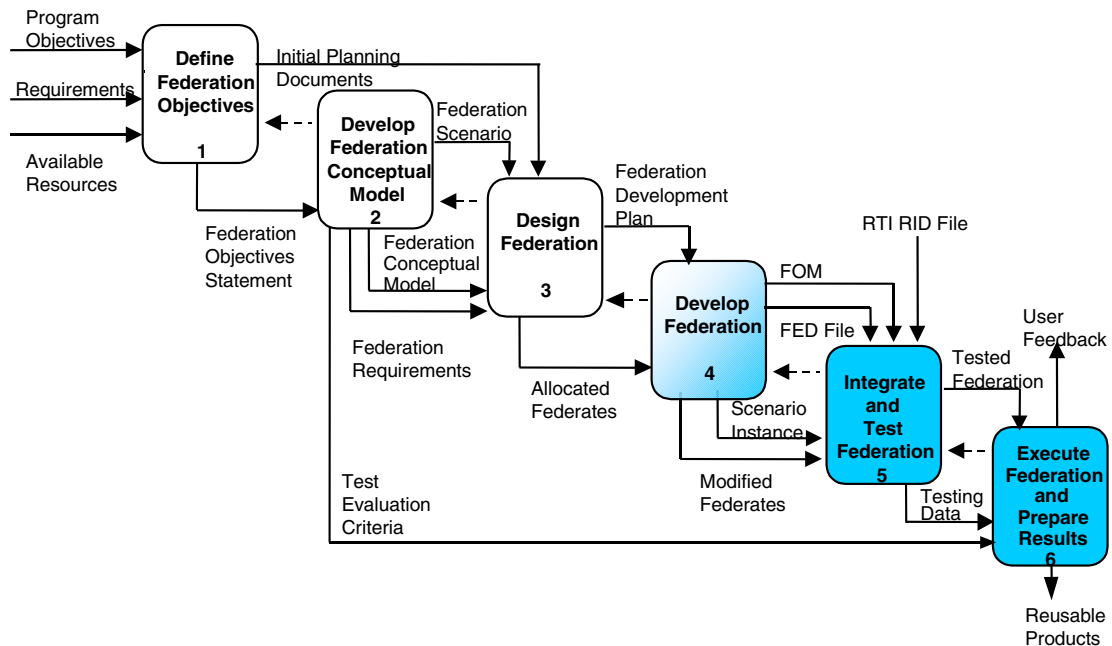 Program
Objectives
Requirements
Available
Resources
Define
Federation
Objectives
1
Initial Planning
Documents
Federation
Objectives
Statement
Develop
Federation
Conceptual
Model
2
Federation
Scenario
Federation
Conceptual
Model
Federation
Requirements
Test
Evaluation
Criteria
Design
Federation
3
Federation
Development
Plan
Allocated
Federates
Develop
Federation
4
FOM
FED File
RTI RID File
Scenario
Instance
Modified
Federates
Integrate
and
Test
Federation
5
Tested
Federation
Testing
Data
User
Feedback
Execute
Federation
and
Prepare
Results
6
Reusable
Products